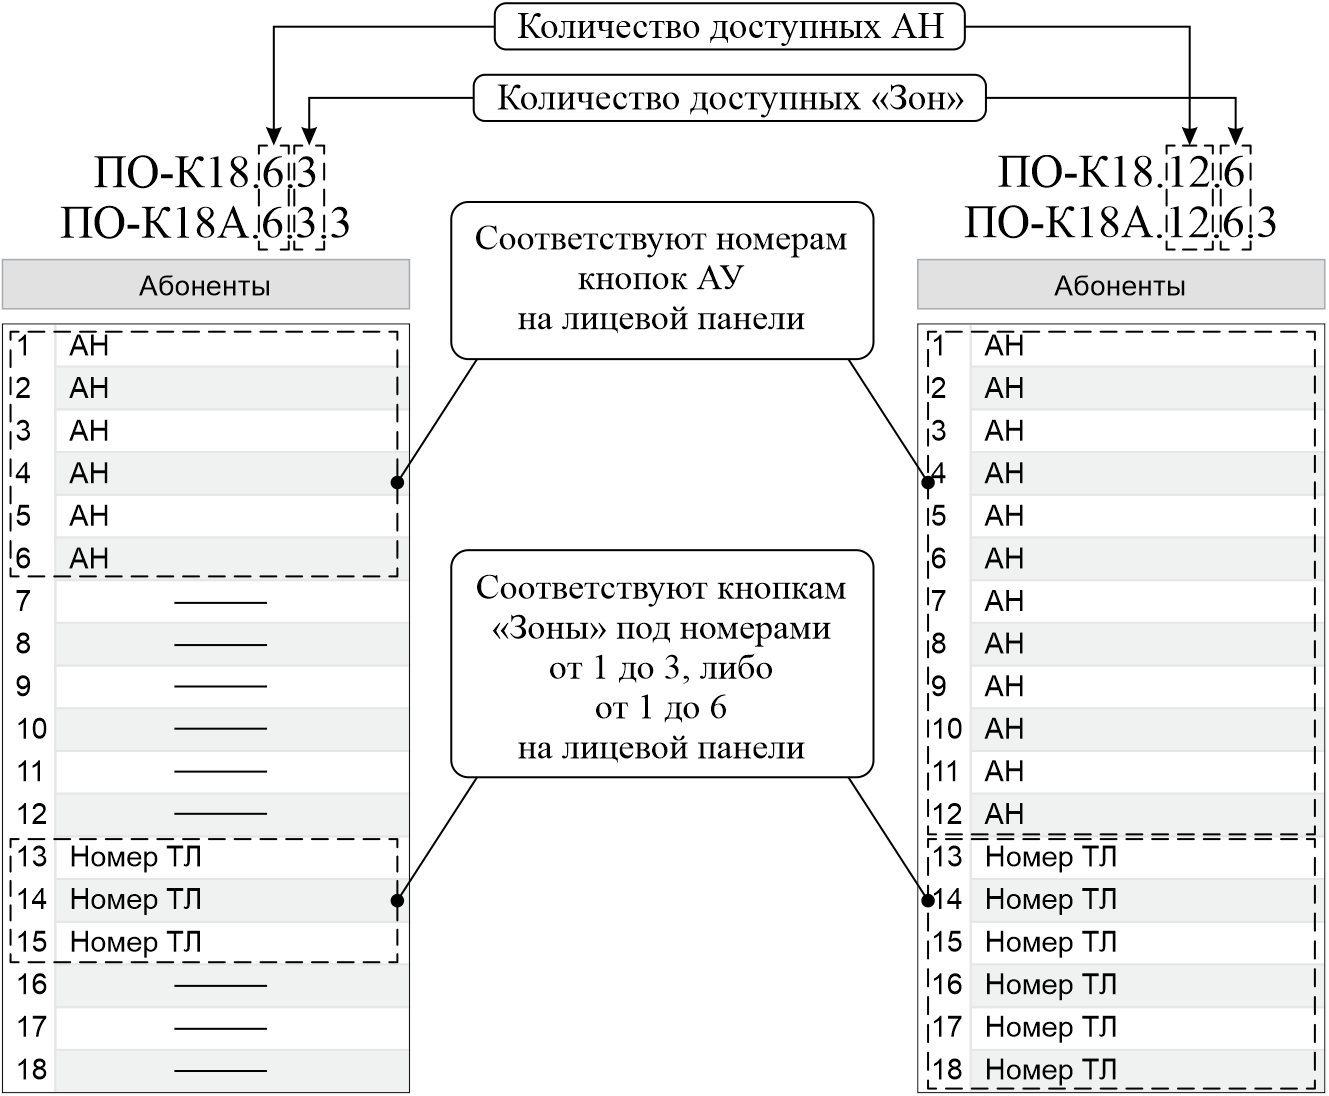 Количество доступных АН
Количество доступных «Зон»
ПО-К18.6.3
ПО-К18А.6.3.3
ПО-К18.12.6
ПО-К18А.12.6.3
Соответствуют номерам
кнопок АУ
на лицевой панели
Соответствуют кнопкам
«Зоны» под номерами
от 1 до 3, либо
от 1 до 6
на лицевой панели
Абоненты
1 АН
2 АН
3 АН
4 АН
5 АН
6 АН
7
8
9
10
11
12
13 Номер ТЛ
14 Номер ТЛ
15 Номер ТЛ
16
17
18
Абоненты
1 АН
2 АН
3 АН
4 АН
5 АН
6 АН
7 АН
8 АН
9 АН
10 АН
11 АН
12 АН
13 Номер ТЛ
14 Номер ТЛ
15 Номер ТЛ
16 Номер ТЛ
17 Номер ТЛ
18 Номер ТЛ